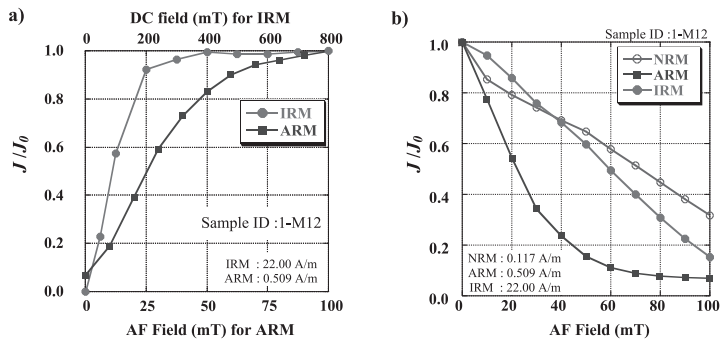 a)
DC field (mT) for IRM
0 200 400 600 800
1.0
0.8
0.6
0.4
0.2
0.0
J/J0
IRM
ARM
Sample ID :1-M12
IRM : 22.00 A/m
ARM : 0.509 A/m
0 25 50 75 100
AF Field (mT) for ARM
b)
Sample ID :1-M12
1.0
0.8
0.6
0.4
0.2
0.0
J/J0
NRM
ARM
IRM
NRM : 0.117 A/m
ARM : 0.509 A/m
IRM : 22.00 A/m
0 20 40 60 80 100
AF Field (mT)